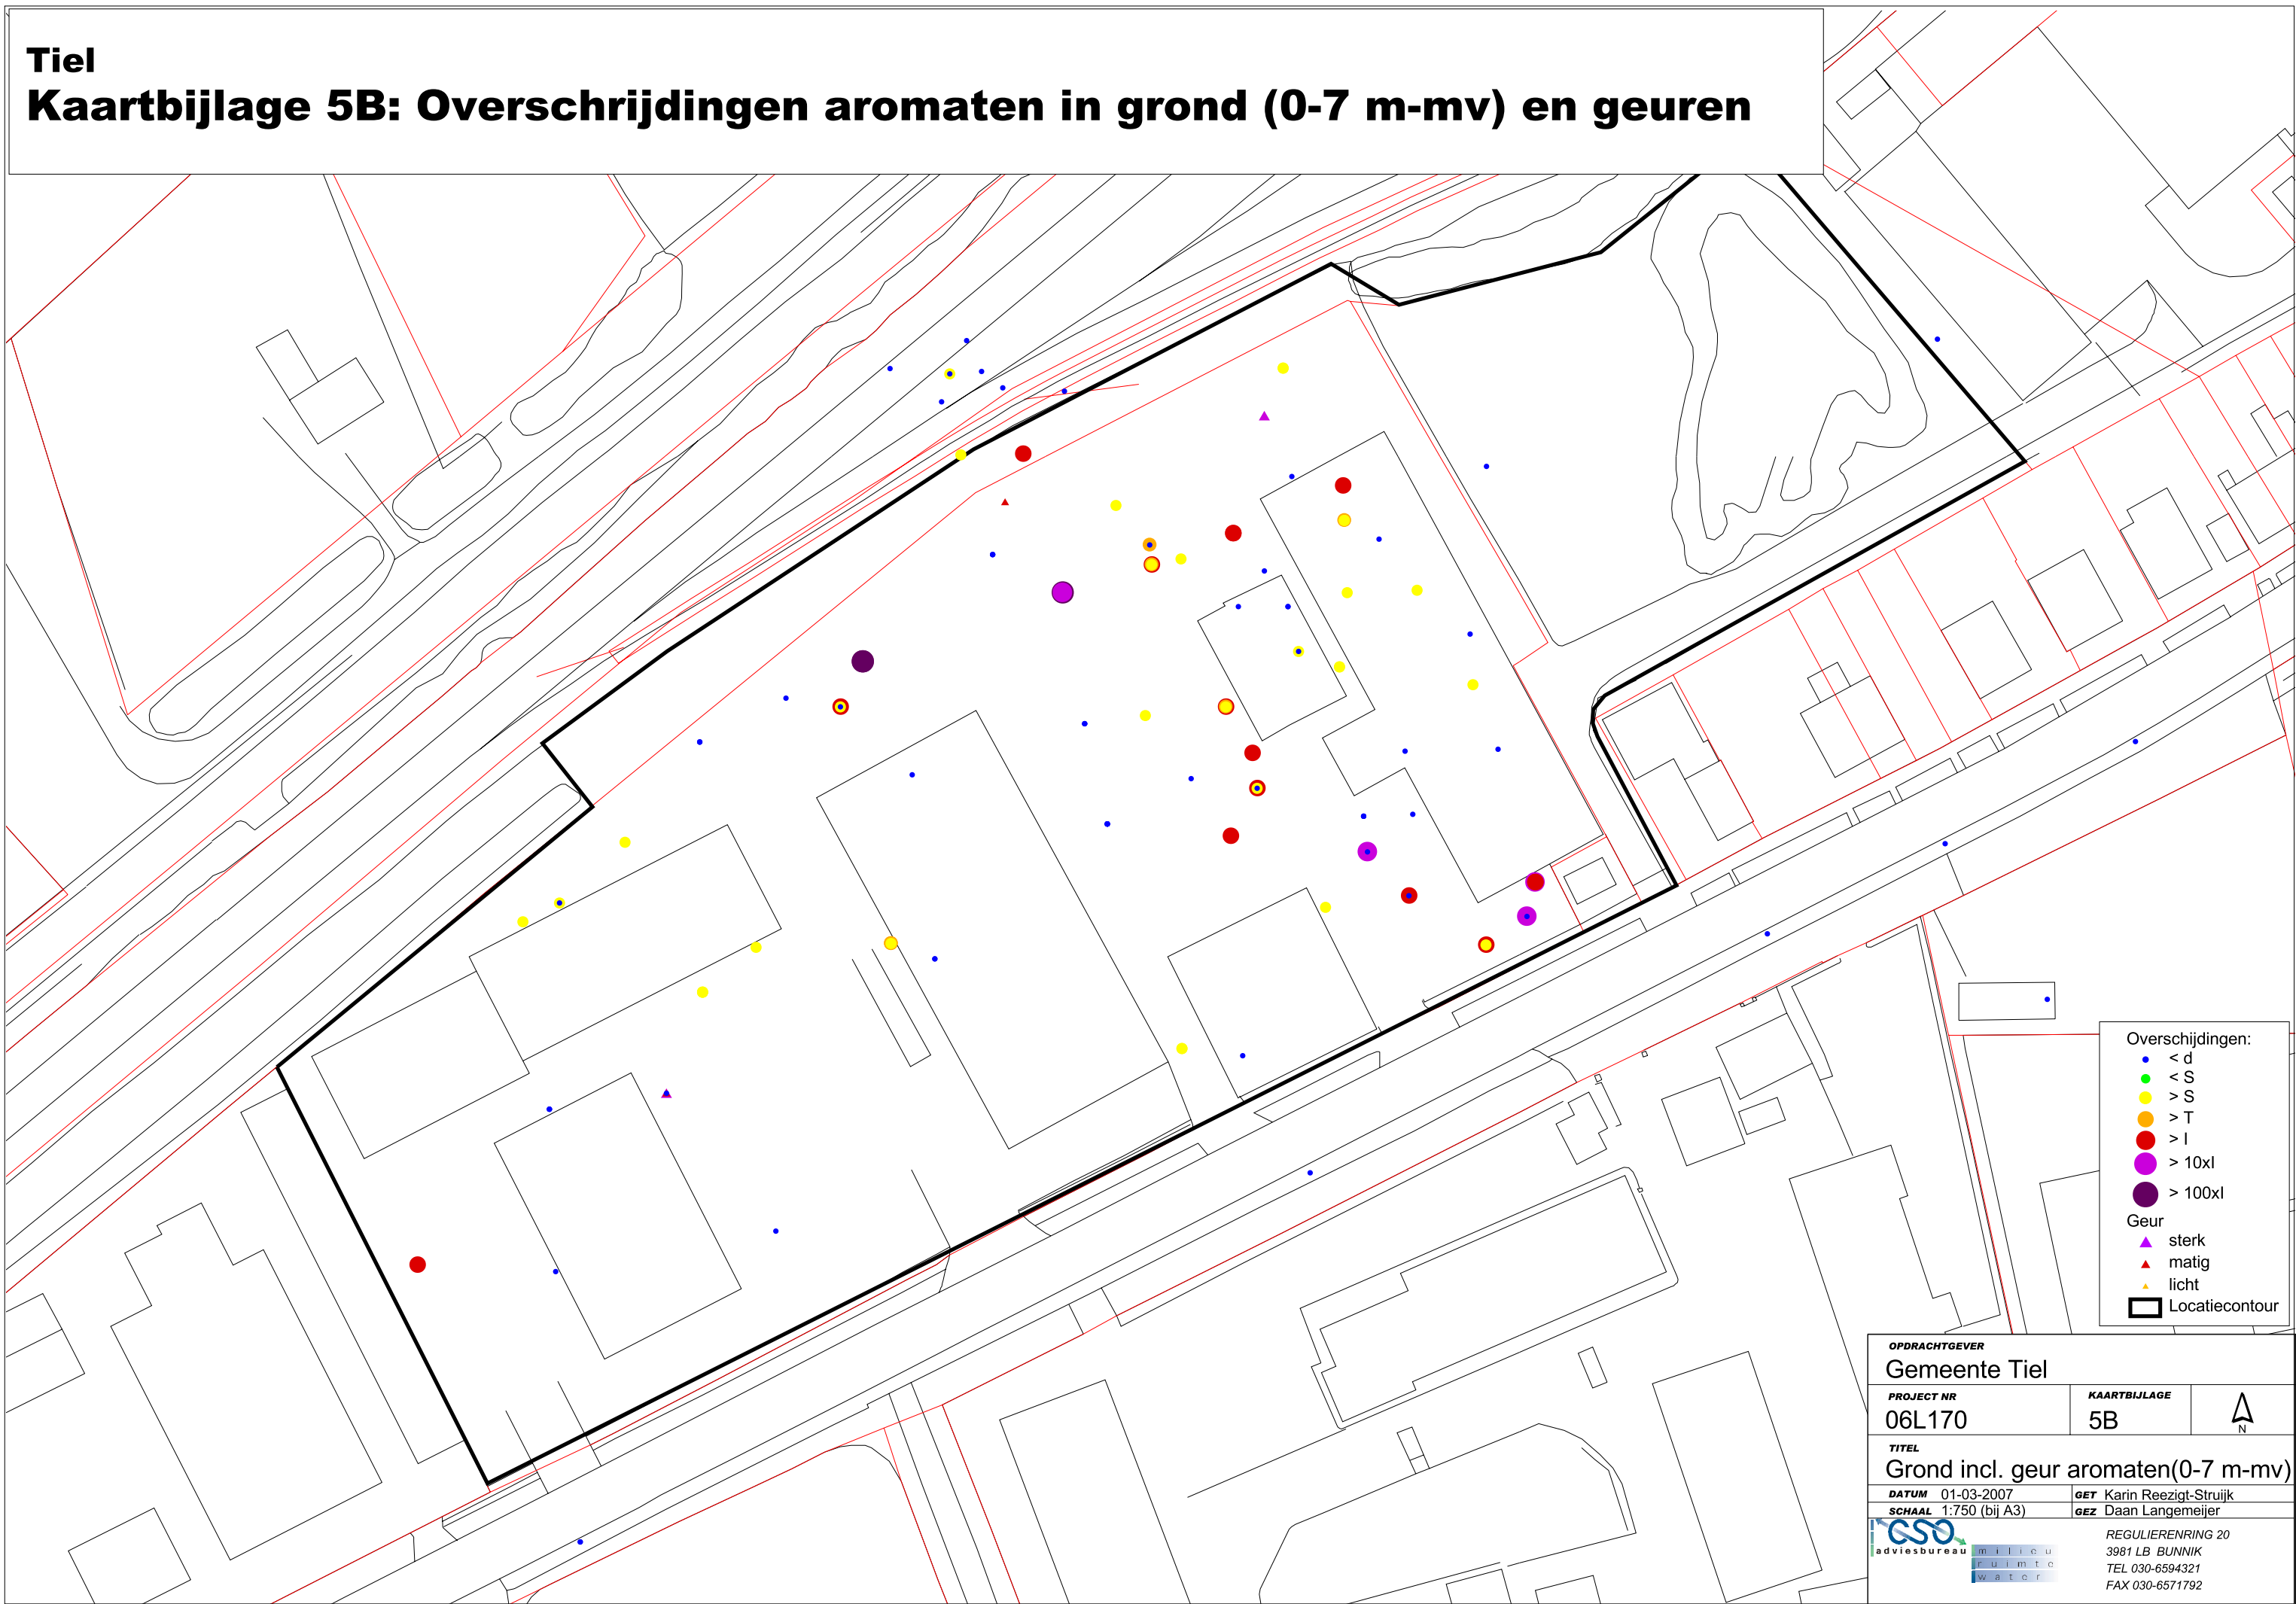 Tiel
Kaartbijlage 5B: Overschrijdingen aromaten in grond (0-7 m-mv) en geuren
Overschijdingen:
< d
< S
> S
> T
> I
> 10xI
> 100xI
Geur
sterk
matig
licht
Locatiecontour
OPDRACHTGEVER
Gemeente Tiel
PROJECT NR KAARTBIJLAGE
06L170 5B
N
TITEL
Grond incl. geur aromaten(0-7 m-mv)
DATUM 01-03-2007 GET Karin Reezigt-Struijk
SCHAAL 1:750 (bij A3) GEZ Daan Langemeijer
CSO
adviesbureau
milieu
ruimte
water
REGULIERENRING 20
3981 LB BUNNIK
TEL 030-6594321
FAX 030-6571792